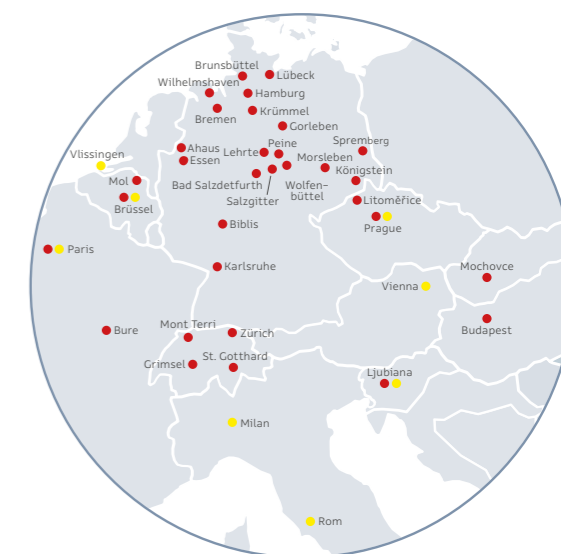 Brunsbüttel
Lübeck
Wilhelmshaven
Hamburg
Bremen
Krümmel
Gorleben
Ahaus
Lehrte
Peine
Spremberg
Vlissingen
Essen
Morsleben
Mol
Bad Salzdetfurth
Wolfen-
büttel
Königstein
Salzgitter
Brüssel
Litoměřice
Biblis
Prague
Paris
Karlsruhe
Mochovce
Vienna
Bure
Mont Terri
Zürich
Budapest
Grimsel
St. Gotthard
Ljubiana
Milan
Rom